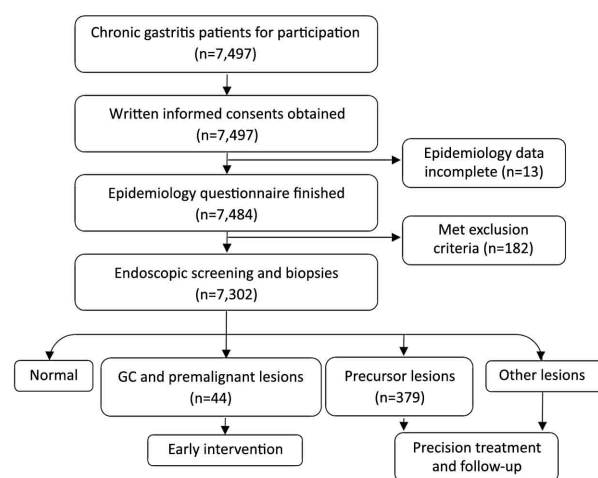 Chronic gastritis patients for participation
(n=7,497)
Written informed consents obtained
(n=7,497)
Epidemiology data
incomplete (n=13)
Epidemiology questionnaire finished
(n=7,484)
Met exclusion
criteria (n=182)
Endoscopic screening and biopsies
(n=7,302)
Normal
GC and premalignant lesions
(n=44)
Precursor lesions
(n=379)
Other lesions
Early intervention
Precision treatment
and follow-up